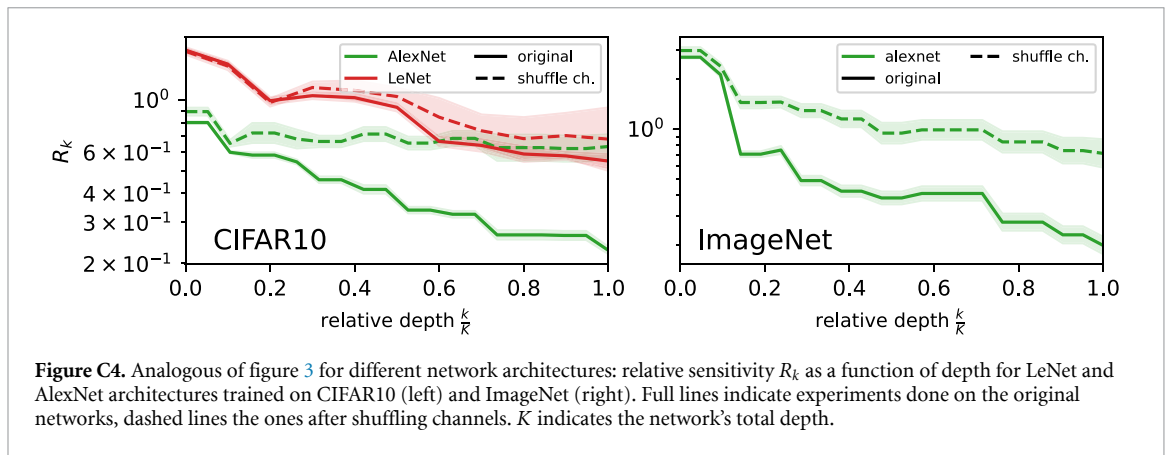 AlexNet original
LeNet shuffle ch.
10⁰
6 × 10⁻¹
4 × 10⁻¹
3 × 10⁻¹
2 × 10⁻¹
R_k
CIFAR10
0.0 0.2 0.4 0.6 0.8 1.0
relative depth k/K
alexnet shuffle ch.
original
10⁰
ImageNet
0.0 0.2 0.4 0.6 0.8 1.0
relative depth k/K
Figure C4. Analogous of figure 3 for different network architectures: relative sensitivity R_k as a function of depth for LeNet and
AlexNet architectures trained on CIFAR10 (left) and ImageNet (right). Full lines indicate experiments done on the original
networks, dashed lines the ones after shuffling channels. K indicates the network's total depth.